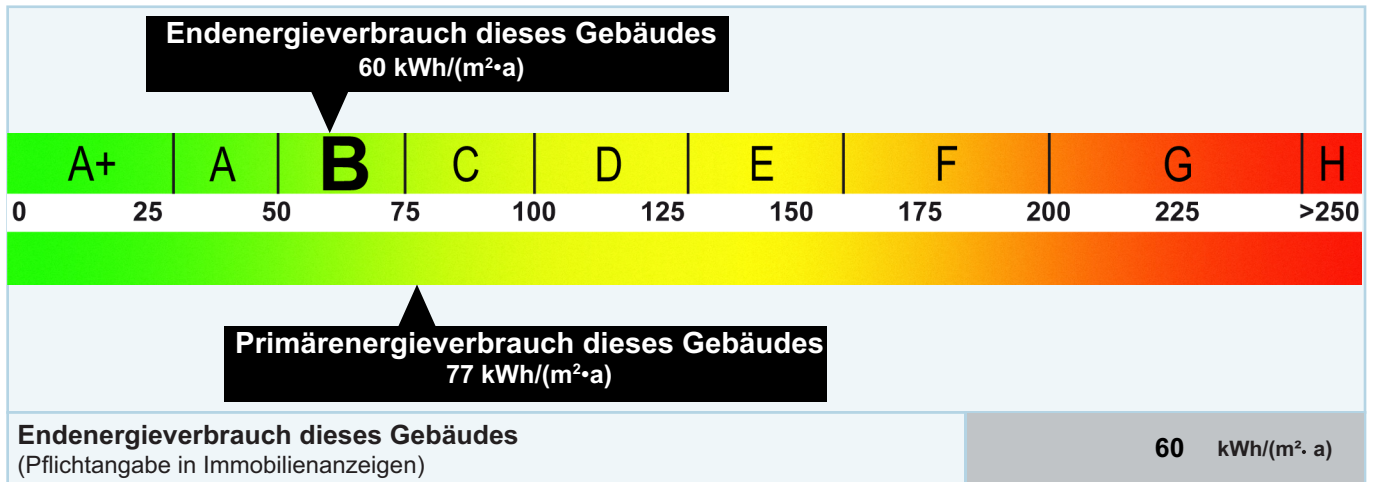 Endenergieverbrauch dieses Gebäudes
60 kWh/(m²•a)
A+ A B C D E F G H
0 25 50 75 100 125 150 175 200 225 >250
Primärenergieverbrauch dieses Gebäudes
77 kWh/(m²•a)
Endenergieverbrauch dieses Gebäudes
(Pflichtangabe in Immobilienanzeigen)
60 kWh/(m²· a)